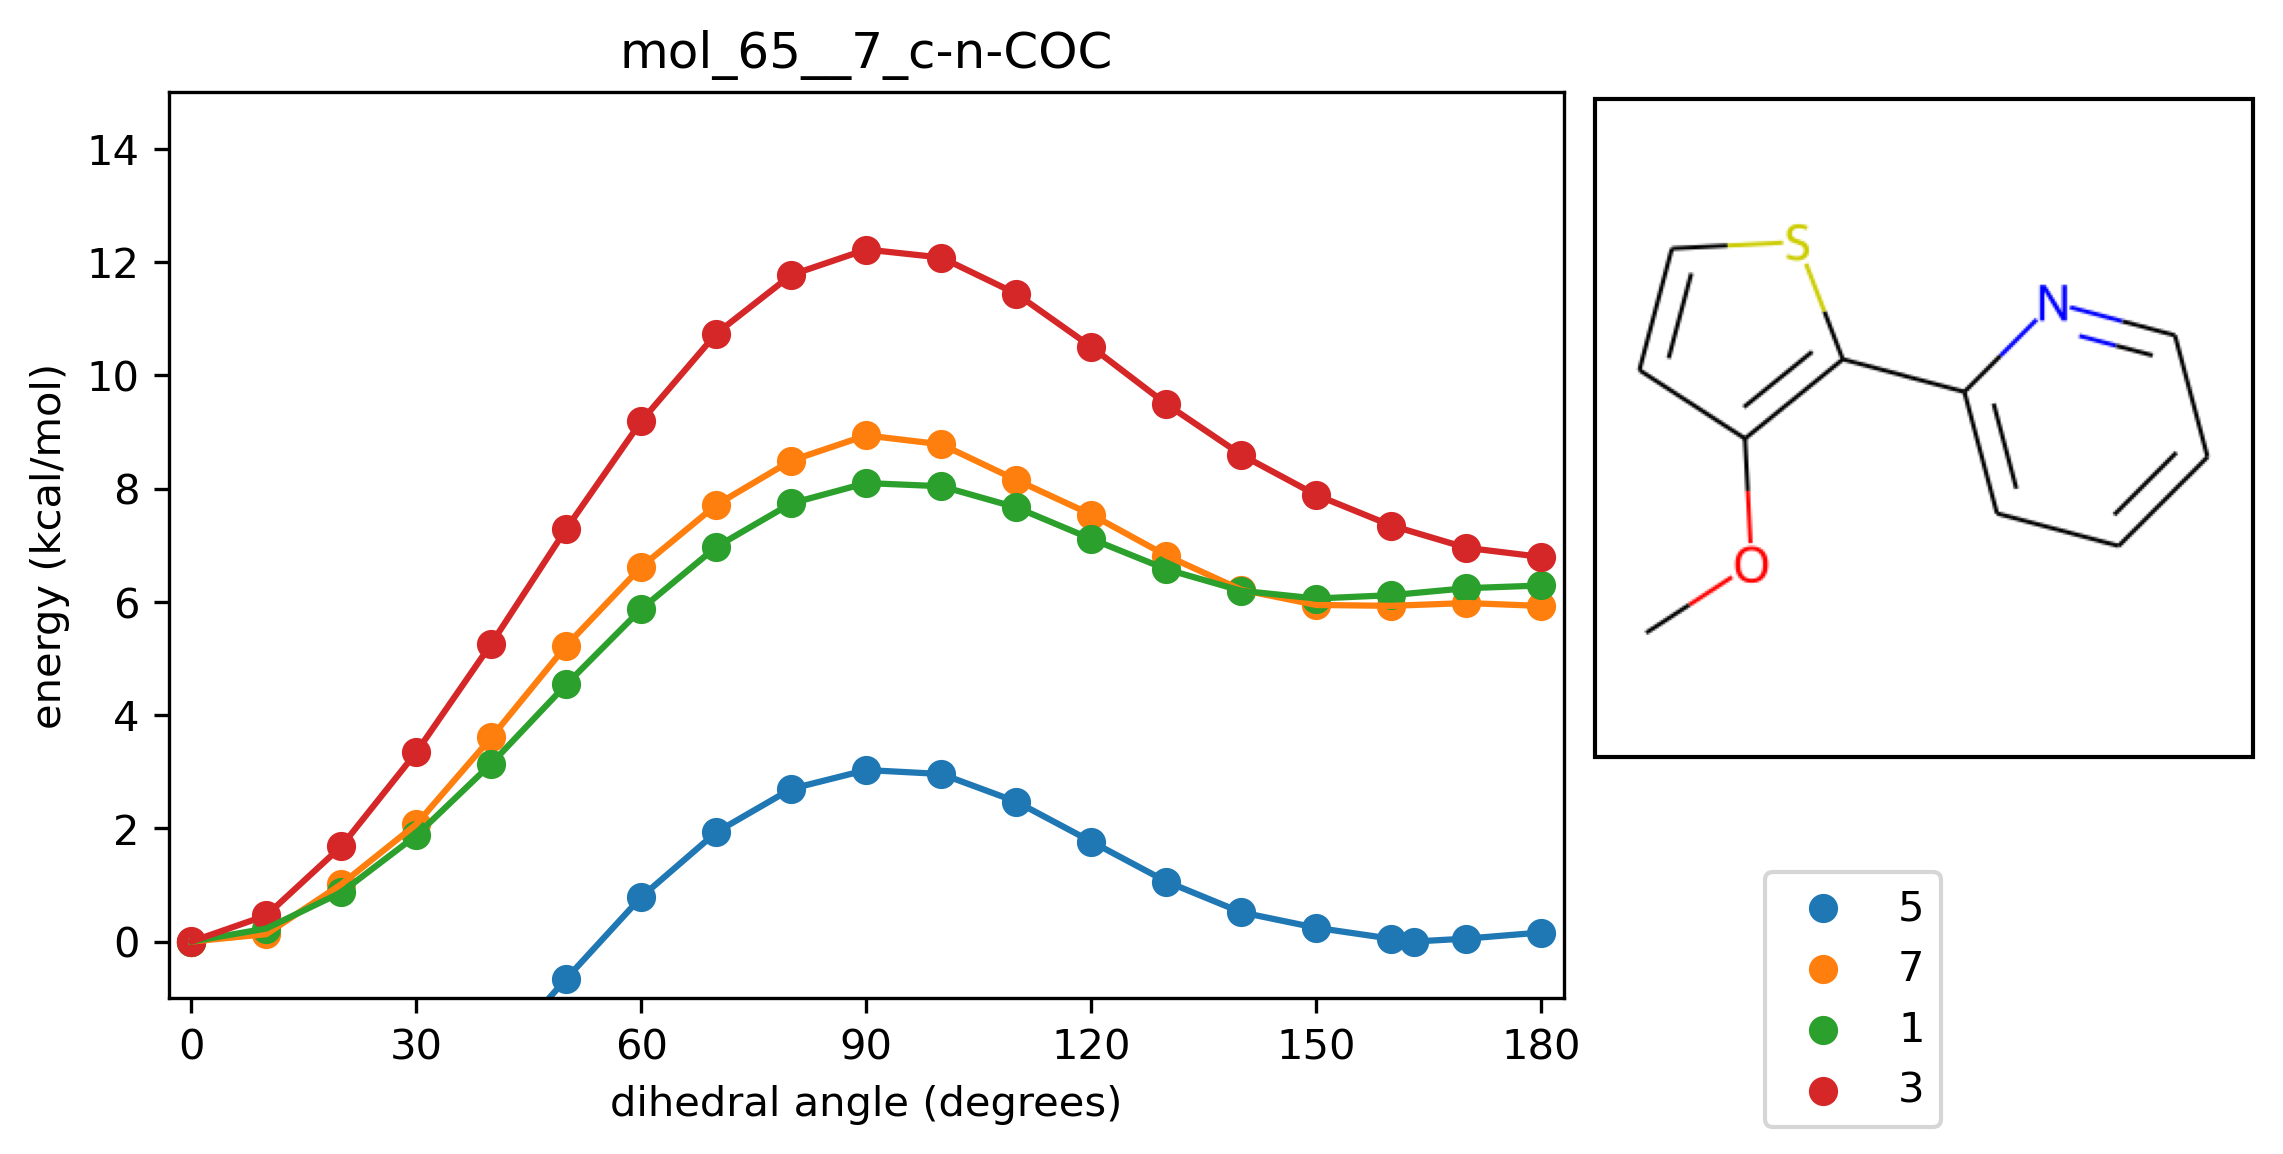 mol_65__7_c-n-COC
energy (kcal/mol)
14
12
10
8
6
4
2
0
0 30 60 90 120 150 180
dihedral angle (degrees)
S
N
O
5
7
1
3